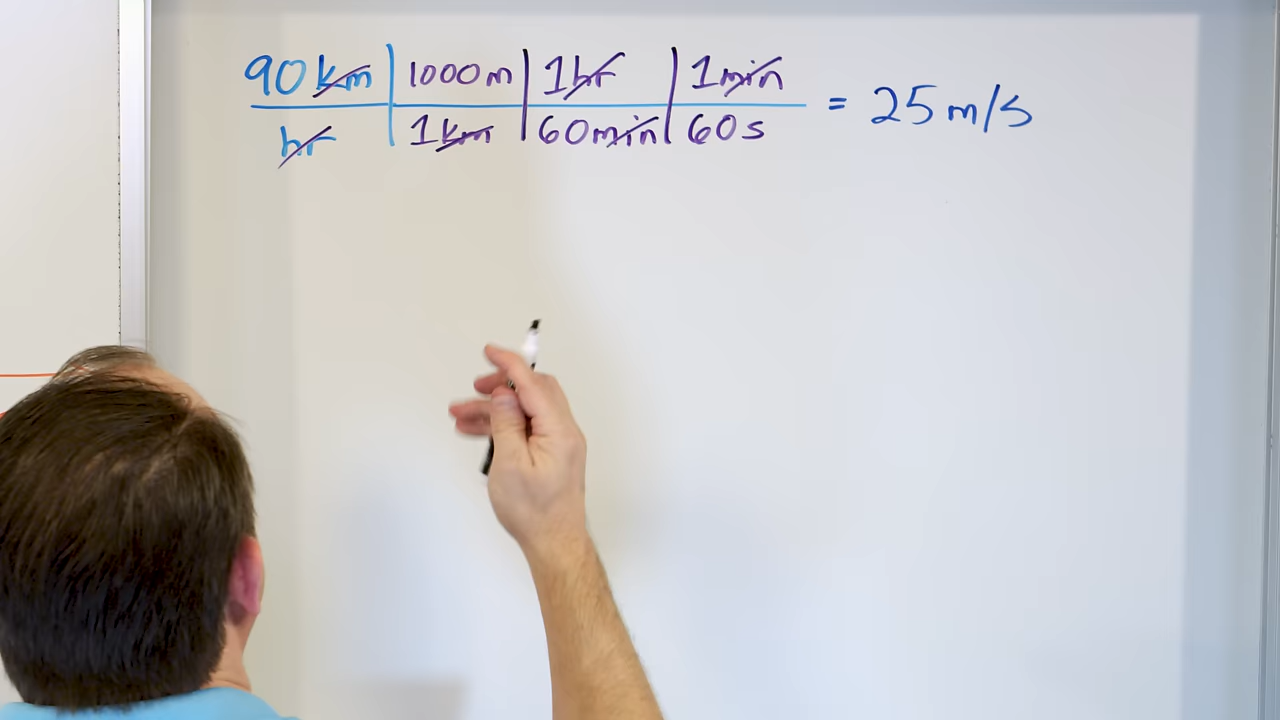 90 km | 1000 m | 1 hr | 1 min
hr | 1 km | 60 min | 60 s
= 25 m/s